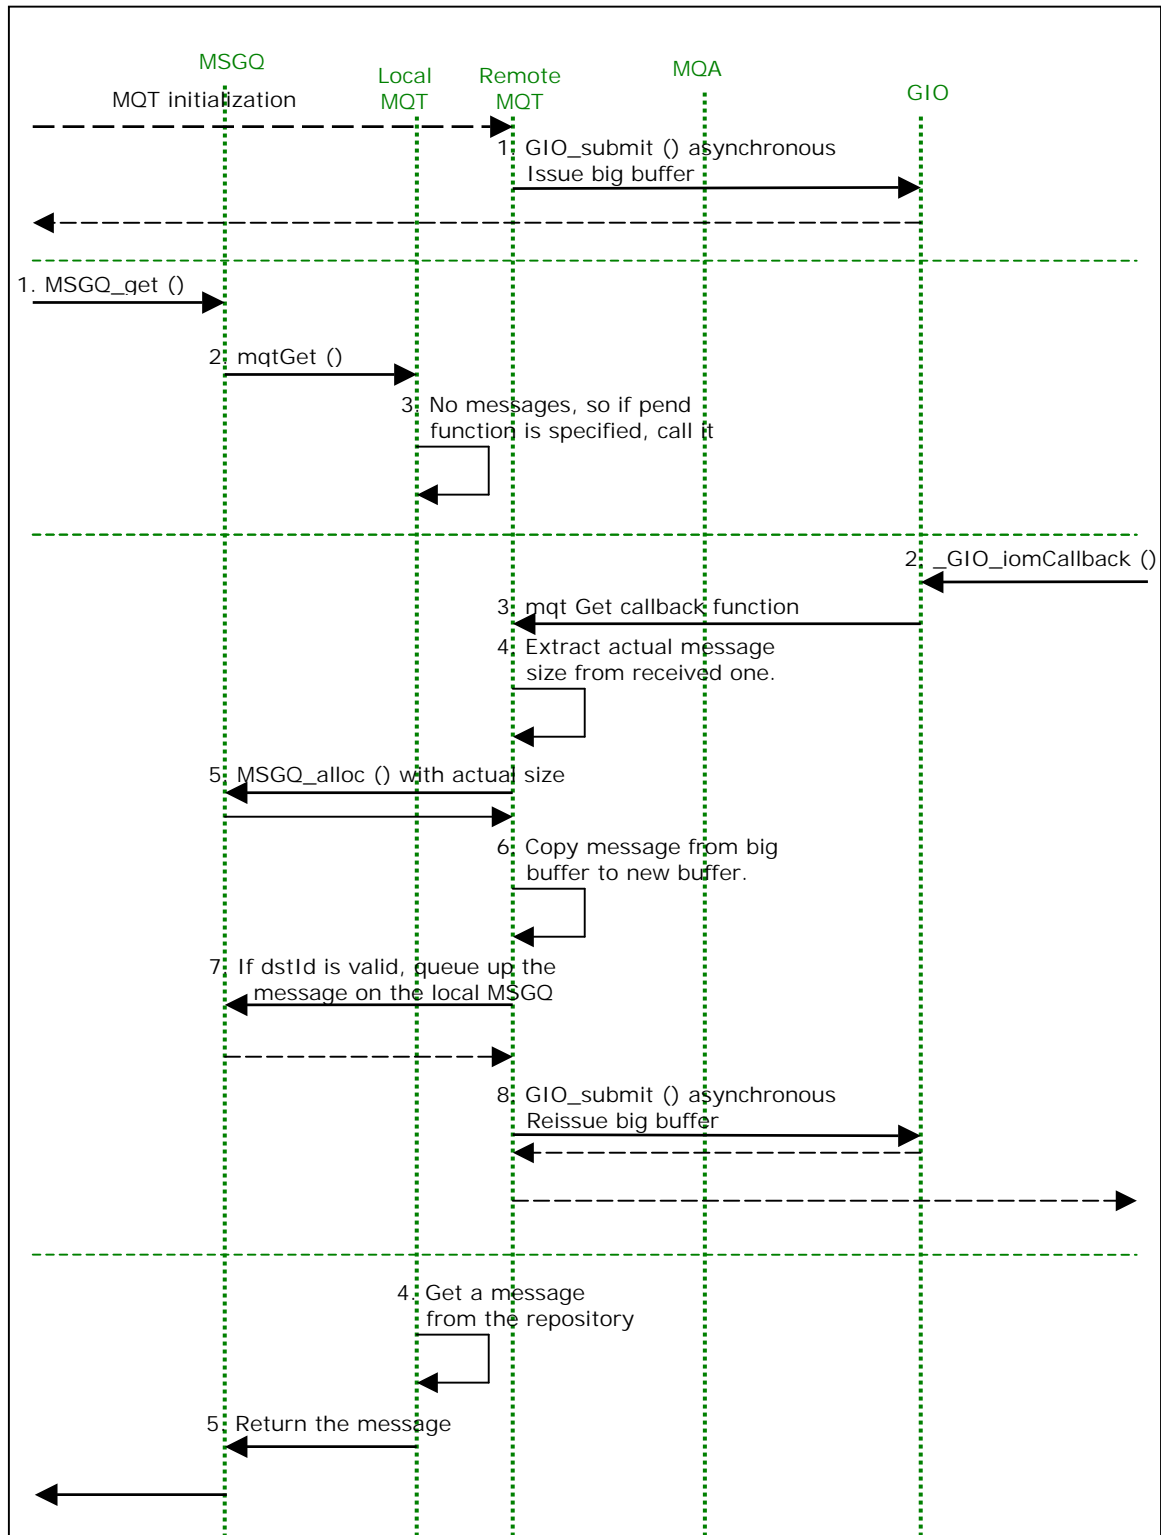 MSGQ
Local
MQT
Remote
MQT
MQA
GIO
MQT initialization
1. GIO_submit () asynchronous
Issue big buffer
1. MSGQ_get ()
2. mqtGet ()
3. No messages, so if pend
function is specified, call it
2. _GIO_iomCallback ()
3. mqt Get callback function
4. Extract actual message
size from received one.
5. MSGQ_alloc () with actual size
6. Copy message from big
buffer to new buffer.
7. If dstId is valid, queue up the
message on the local MSGQ
8. GIO_submit () asynchronous
Reissue big buffer
4. Get a message
from the repository
5. Return the message